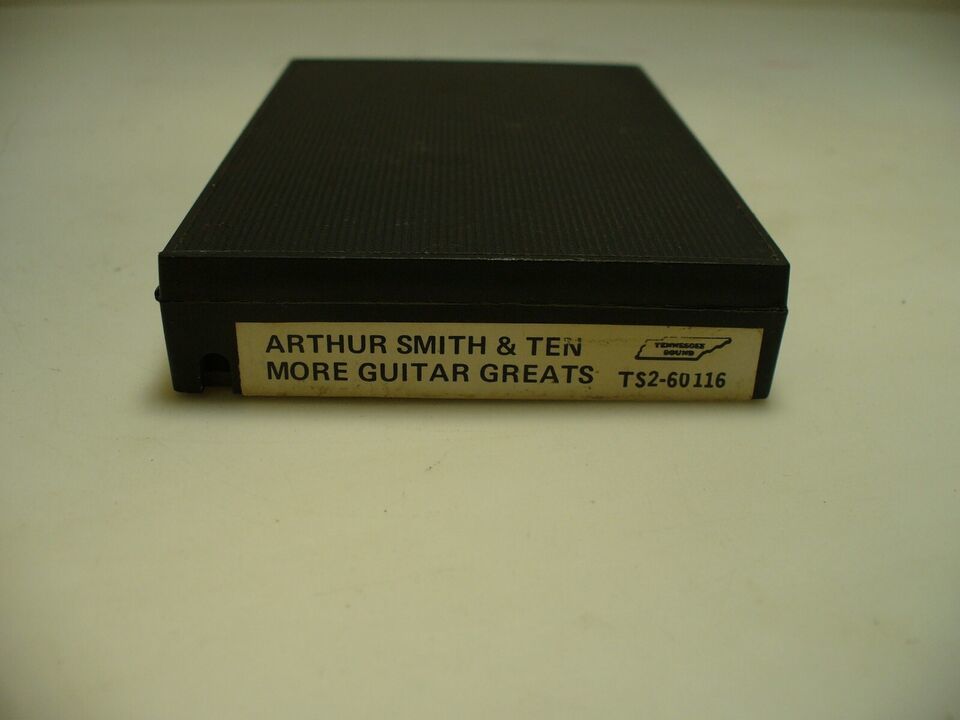 ARTHUR SMITH & TEN
MORE GUITAR GREATS
TENNESSEE
SOUND
TS2-60116